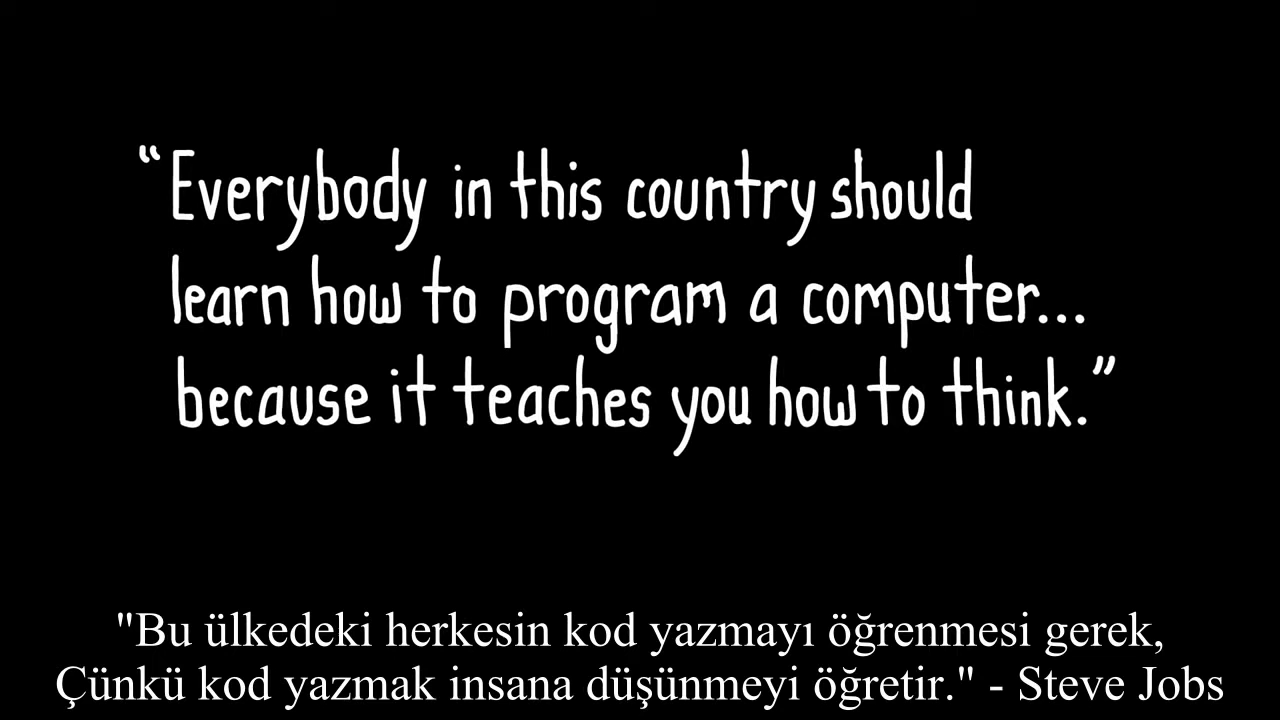 “Everybody in this country should
learn how to program a computer...
because it teaches you how to think.”
"Bu ülkedeki herkesin kod yazmayı öğrenmesi gerek,
Çünkü kod yazmak insana düşünmeyi öğretir." - Steve Jobs